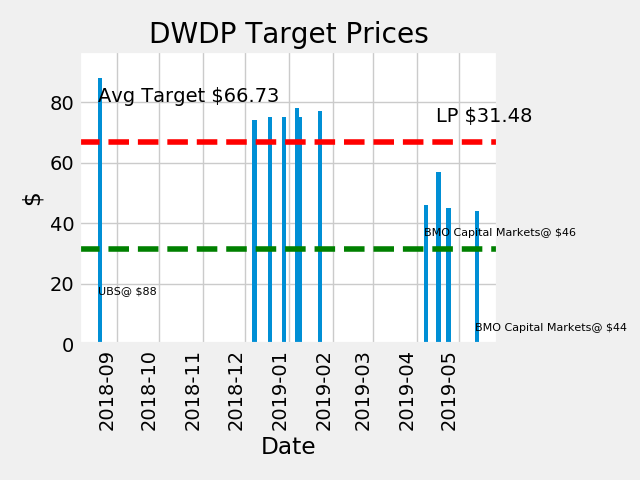 DWDP Target Prices
Avg Target $66.73
LP $31.48
BMO Capital Markets@ $46
UBS@ $88
BMO Capital Markets@ $44
$
80
60
40
20
0
2018-09
2018-10
2018-11
2018-12
2019-01
2019-02
2019-03
2019-04
2019-05
Date